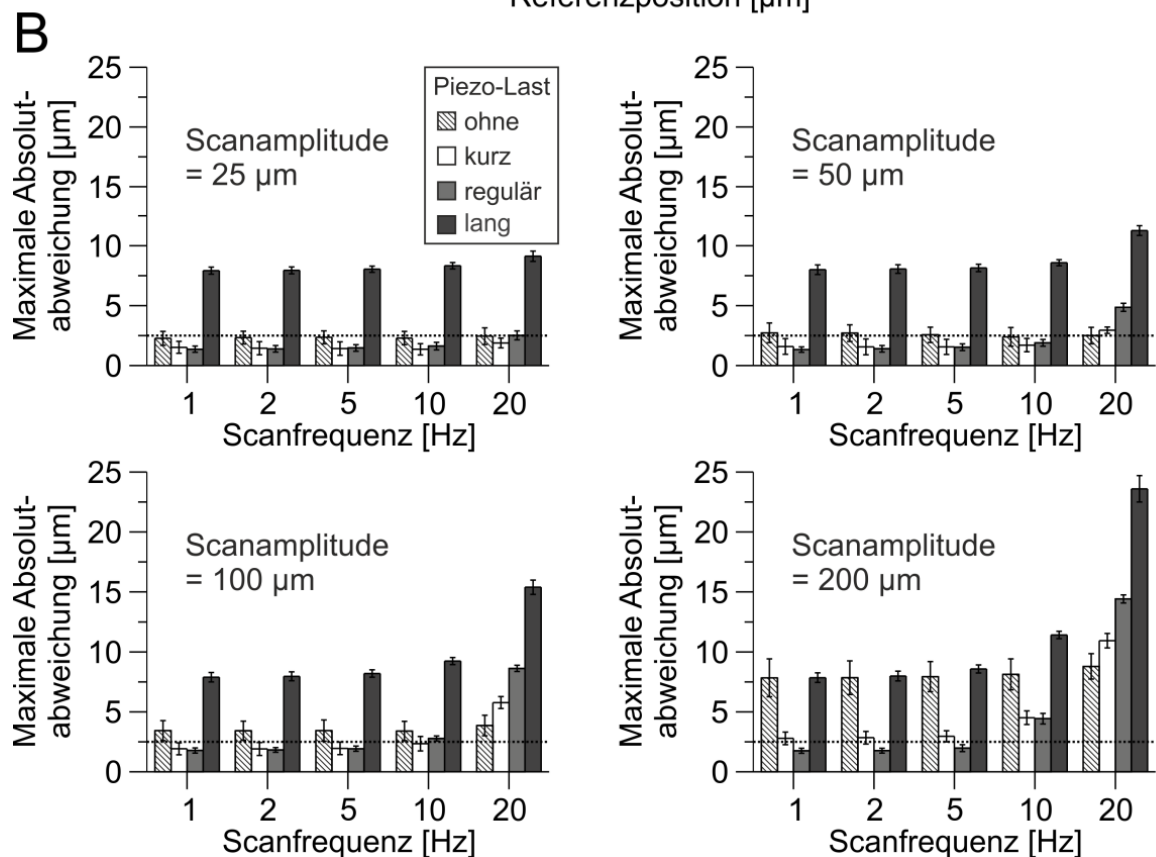 Referenzposition [µm]
B
Maximale Absolut-
abweichung [µm]
25
20
15
10
5
0
Scanamplitude
= 25 µm
Piezo-Last
ohne
kurz
regulär
lang
1 2 5 10 20
Scanfrequenz [Hz]
Maximale Absolut-
abweichung [µm]
25
20
15
10
5
0
Scanamplitude
= 50 µm
1 2 5 10 20
Scanfrequenz [Hz]
Maximale Absolut-
abweichung [µm]
25
20
15
10
5
0
Scanamplitude
= 100 µm
1 2 5 10 20
Scanfrequenz [Hz]
Maximale Absolut-
abweichung [µm]
25
20
15
10
5
0
Scanamplitude
= 200 µm
1 2 5 10 20
Scanfrequenz [Hz]